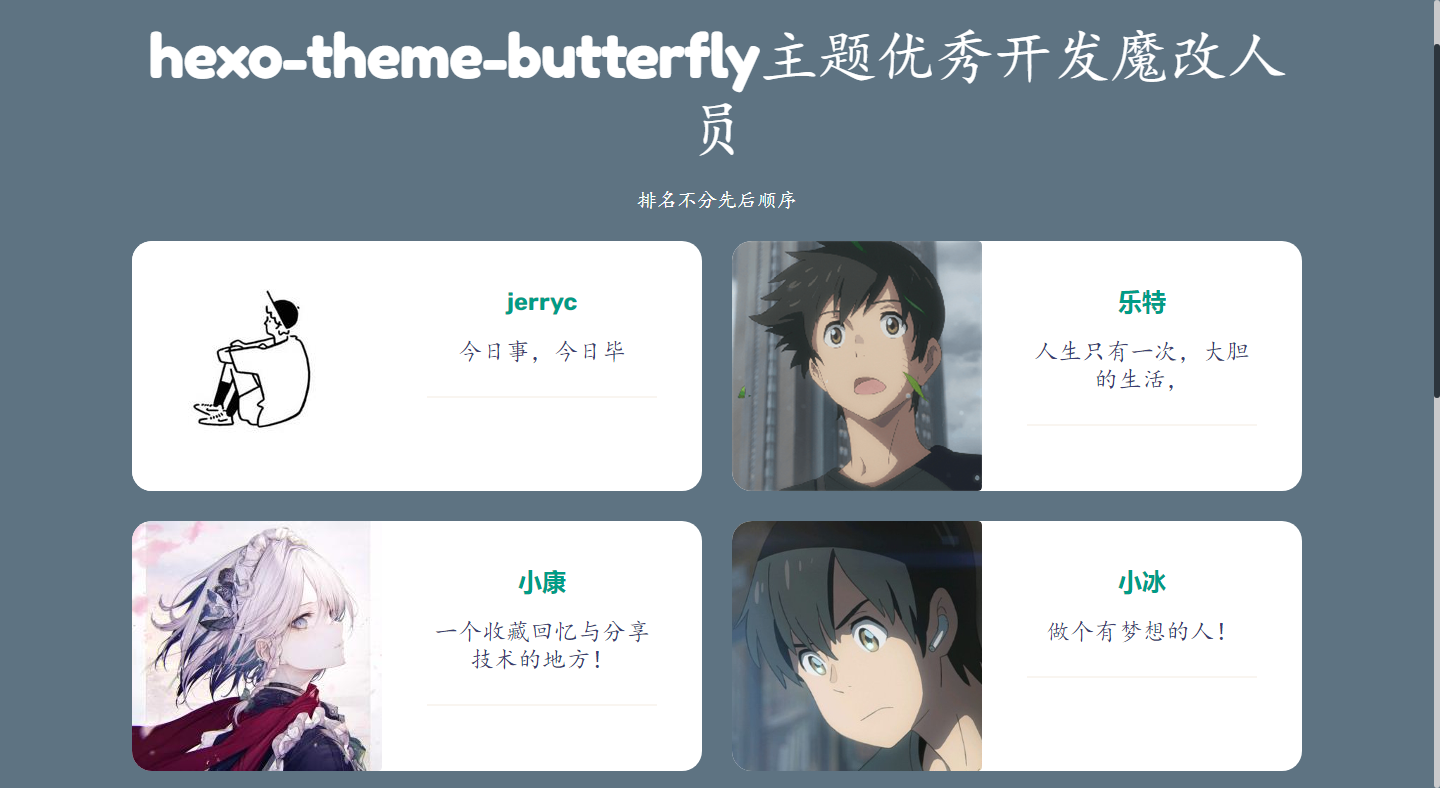 hexo-theme-butterfly主题优秀开发魔改人
员
排名不分先后顺序
jerryc
今日事，今日毕
乐特
人生只有一次，大胆
的生活，
小康
一个收藏回忆与分享
技术的地方！
小冰
做个有梦想的人！